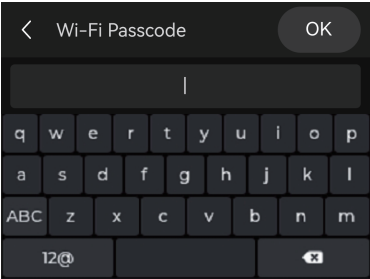 Wi-Fi Passcode OK
q w e r t y u i o p
a s d f g h j k l
ABC z x c v b n m
12@